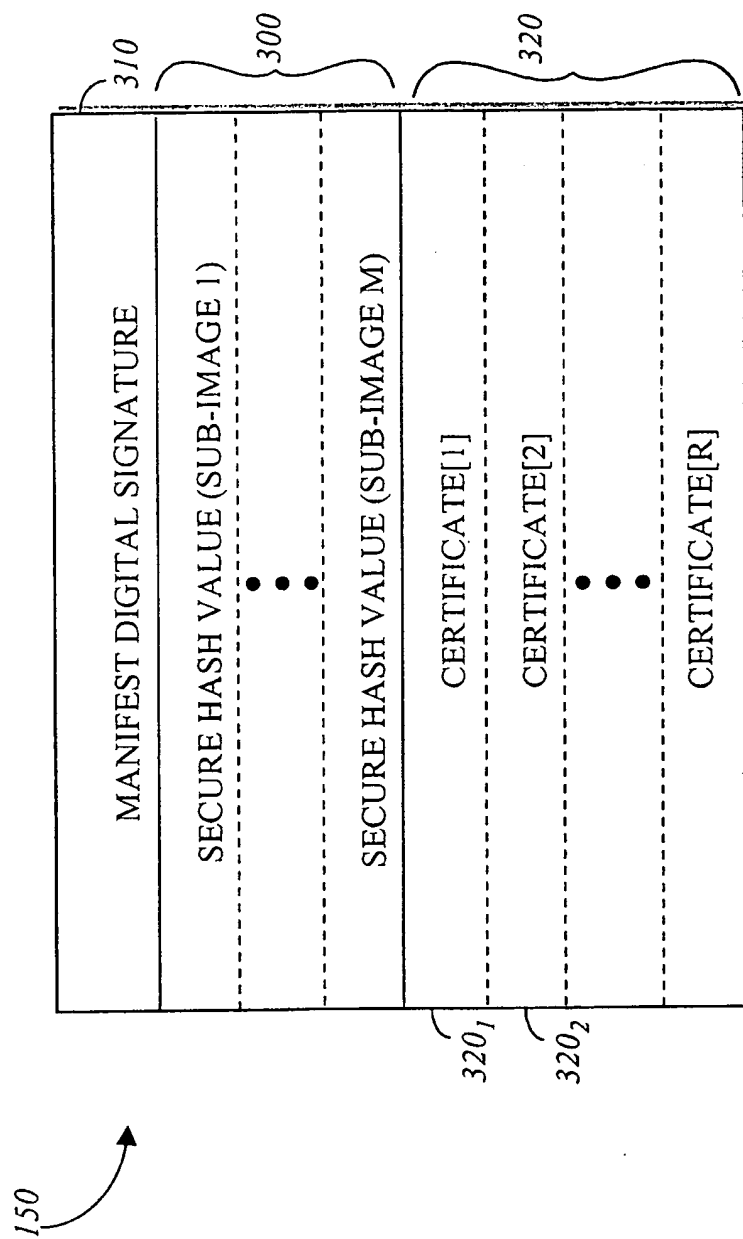 150
310
MANIFEST DIGITAL SIGNATURE
SECURE HASH VALUE (SUB-IMAGE 1)
300
SECURE HASH VALUE (SUB-IMAGE M)
320₁
CERTIFICATE[1]
320
320₂
CERTIFICATE[2]
CERTIFICATE[R]